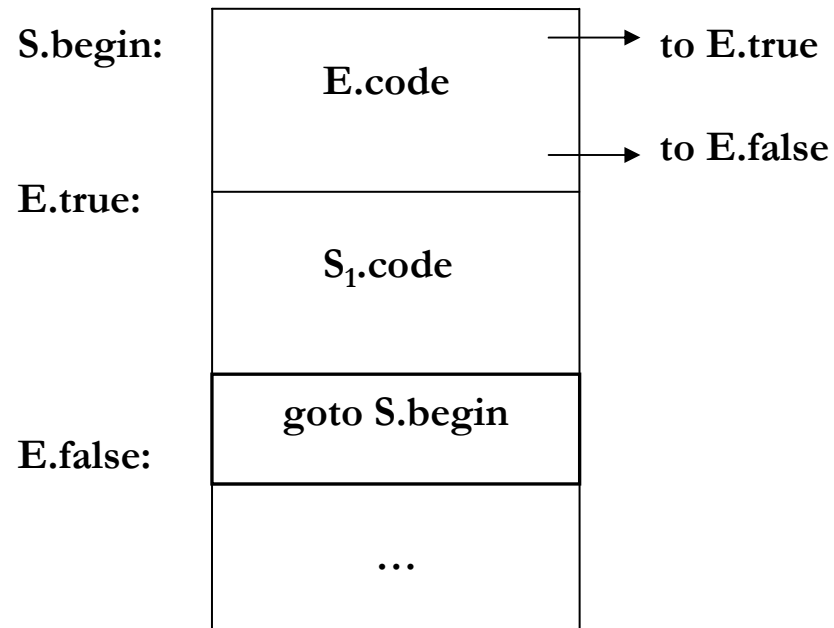 S.begin:
E.code
to E.true
to E.false
E.true:
S₁.code
goto S.begin
E.false:
...